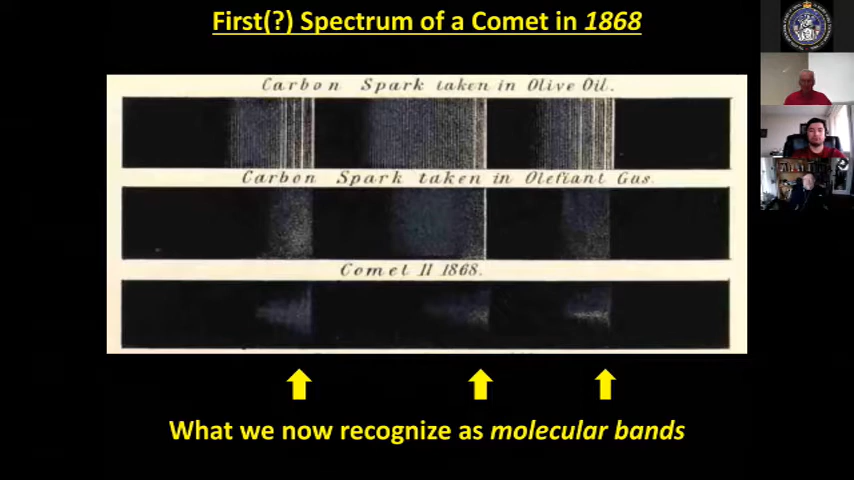 First(?) Spectrum of a Comet in 1868
Carbon Spark taken in Olive Oil.
Carbon Spark taken in Olefiant Gas.
Comet II 1868.
What we now recognize as molecular bands